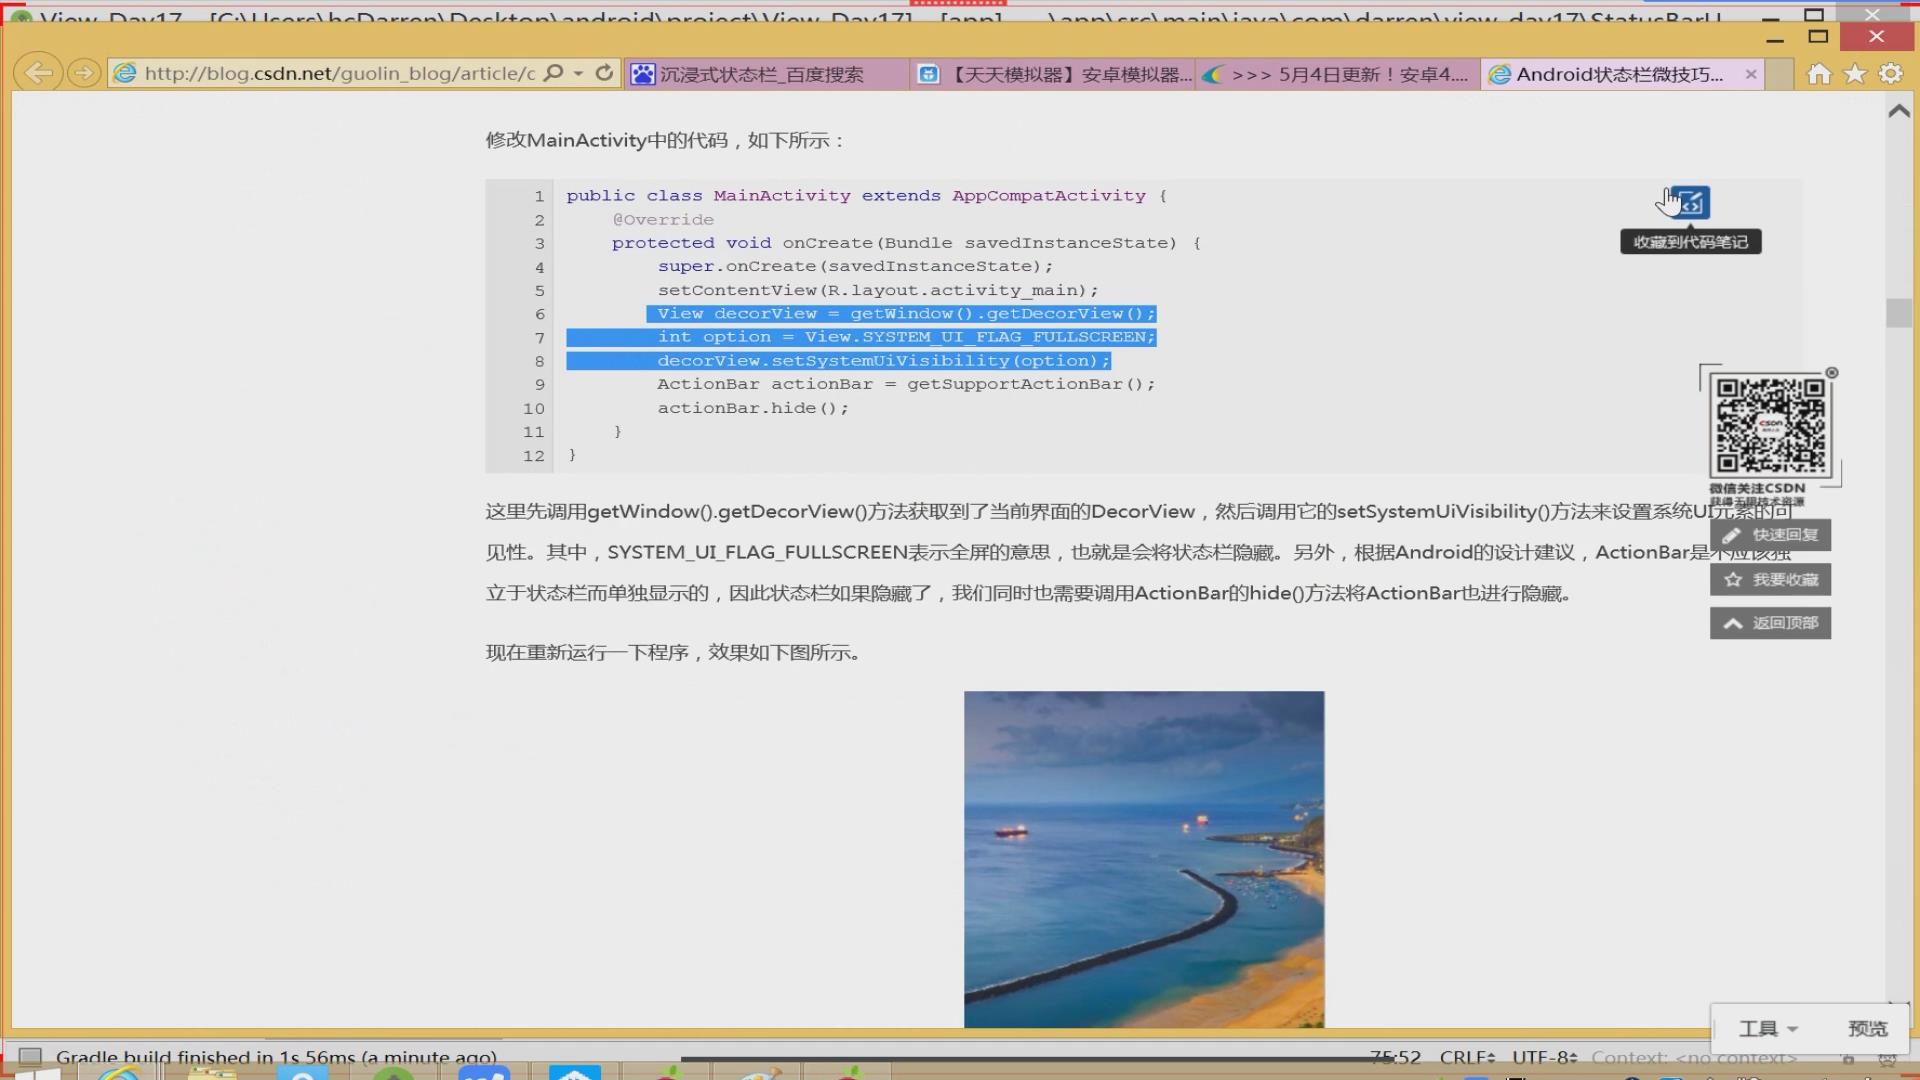 View_Day17 - [C:\Users\hcDarren\Desktop\android\project\View_Day17] - [app] - ...\app\src\main\java\com\darren\view_day17\StatusBarU
http://blog.csdn.net/guolin_blog/article/c
沉浸式状态栏_百度搜索
【天天模拟器】安卓模拟器...
>>> 5月4日更新！安卓4....
Android状态栏微技巧...
修改MainActivity中的代码，如下所示：
1 public class MainActivity extends AppCompatActivity {
2 @Override
3 protected void onCreate(Bundle savedInstanceState) {
4 super.onCreate(savedInstanceState);
5 setContentView(R.layout.activity_main);
6 View decorView = getWindow().getDecorView();
7 int option = View.SYSTEM_UI_FLAG_FULLSCREEN;
8 decorView.setSystemUiVisibility(option);
9 ActionBar actionBar = getSupportActionBar();
10 actionBar.hide();
11 }
12 }
收藏到代码笔记
CSDN
微信关注CSDN
获得无限技术资源
这里先调用getWindow().getDecorView()方法获取到了当前界面的DecorView，然后调用它的setSystemUiVisibility()方法来设置系统UI元素的可
见性。其中，SYSTEM_UI_FLAG_FULLSCREEN表示全屏的意思，也就是会将状态栏隐藏。另外，根据Android的设计建议，ActionBar是不应该独
立于状态栏而单独显示的，因此状态栏如果隐藏了，我们同时也需要调用ActionBar的hide()方法将ActionBar也进行隐藏。
快速回复
我要收藏
返回顶部
现在重新运行一下程序，效果如下图所示。
工具 预览
Gradle build finished in 1s 56ms (a minute ago)
75:52 CRLF UTF-8 Context: <no context>